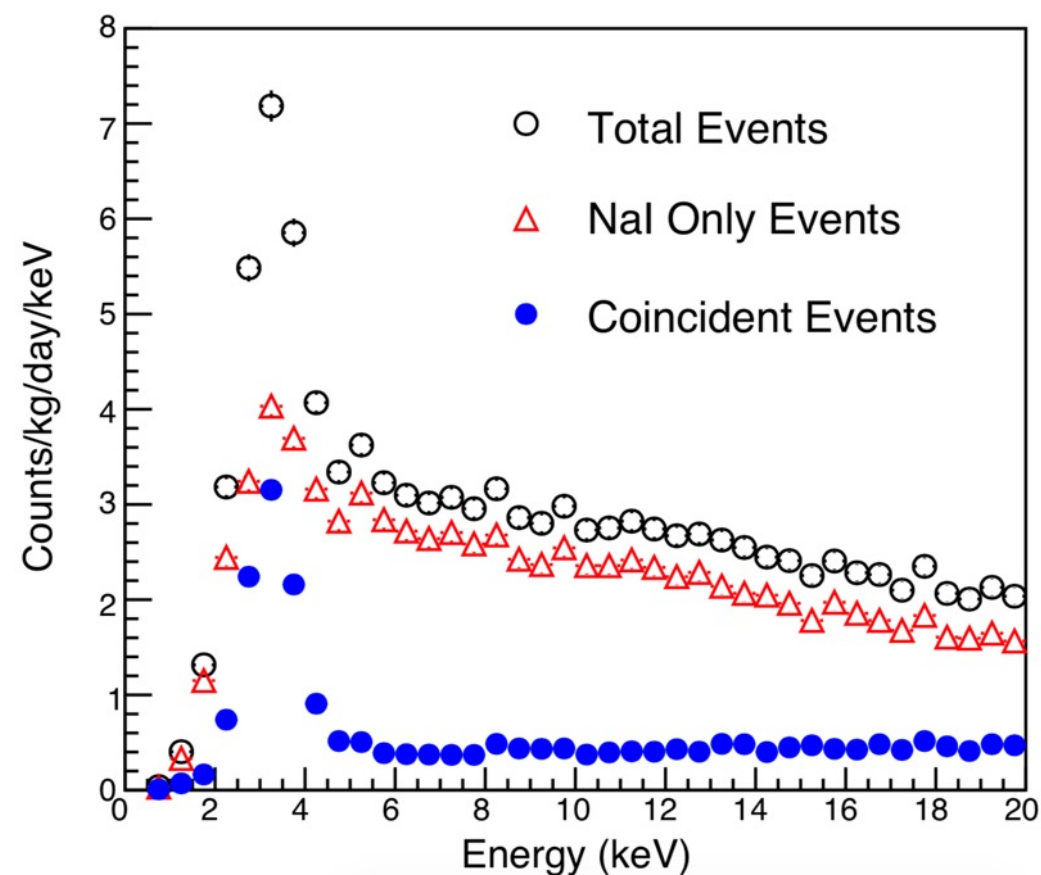 8
7
6
5
4
3
2
1
0
0 2 4 6 8 10 12 14 16 18 20
Counts/kg/day/keV
Energy (keV)
Total Events
NaI Only Events
Coincident Events